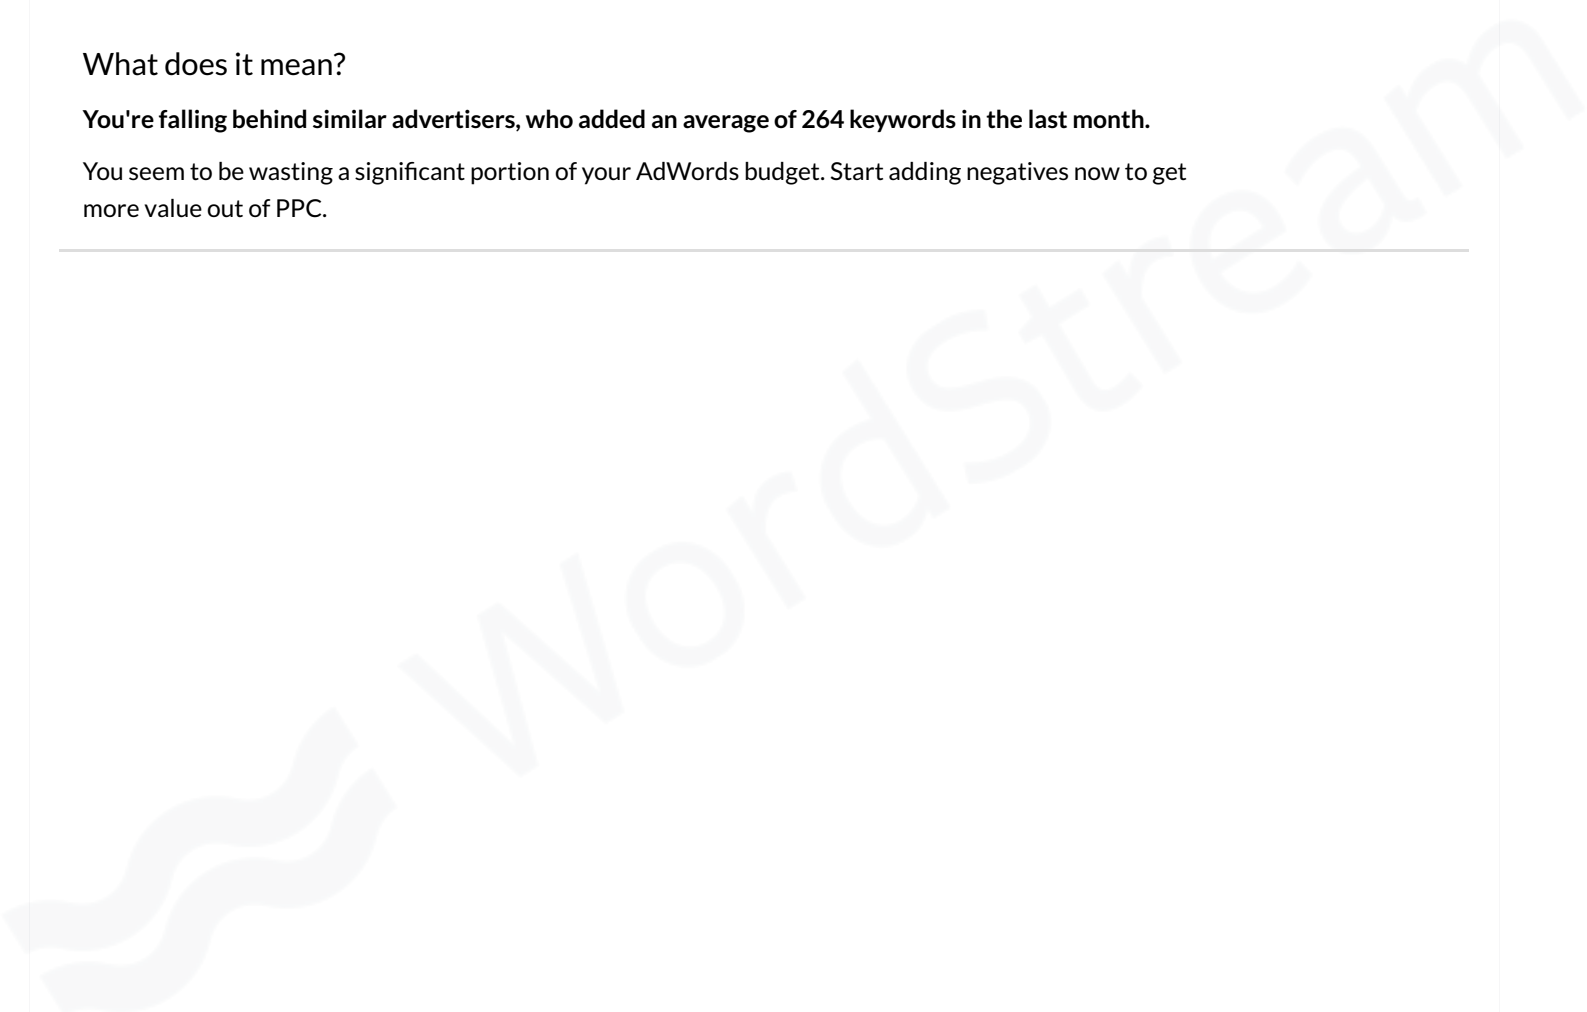 What does it mean?
You're falling behind similar advertisers, who added an average of 264 keywords in the last month.
You seem to be wasting a significant portion of your AdWords budget. Start adding negatives now to get
more value out of PPC.
WordStream